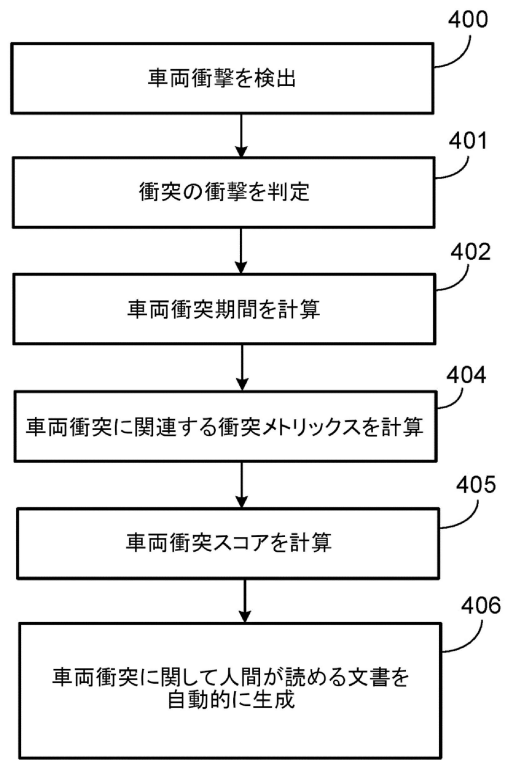 400
車両衝撃を検出
401
衝突の衝撃を判定
402
車両衝突期間を計算
404
車両衝突に関連する衝突メトリックスを計算
405
車両衝突スコアを計算
406
車両衝突に関して人間が読める文書を
自動的に生成